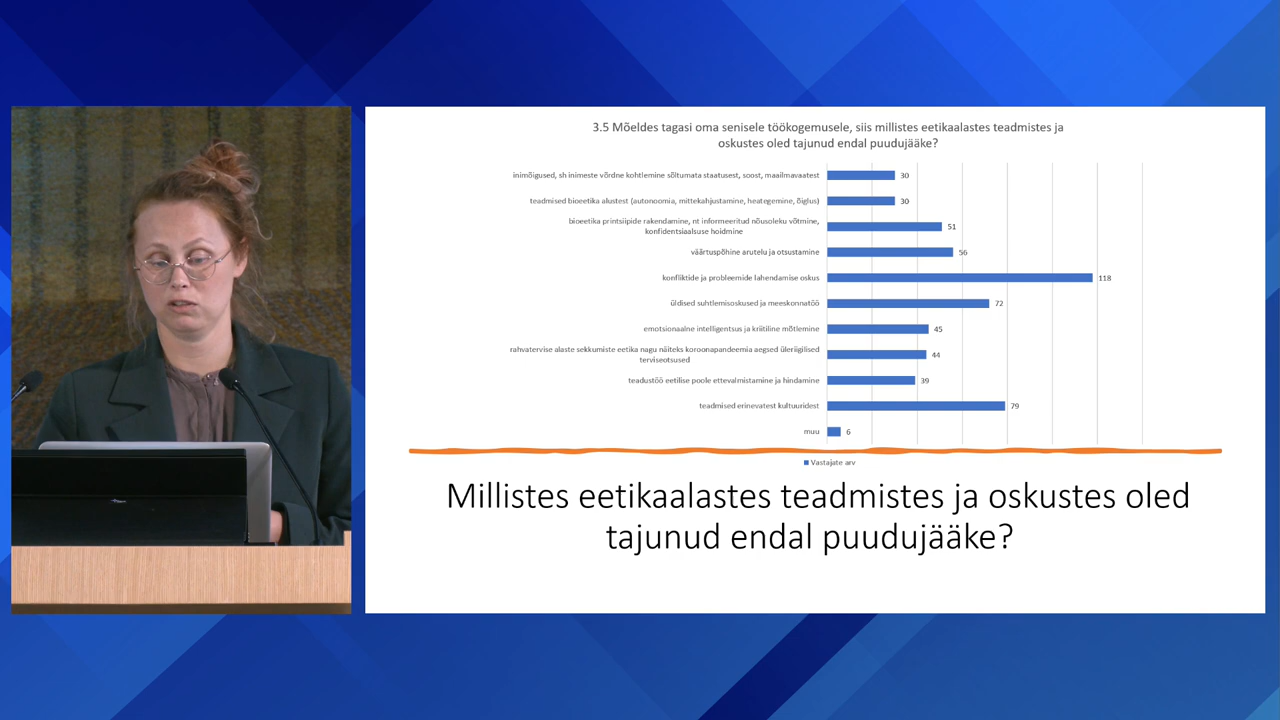 3.5 Mõeldes tagasi oma senisele töökogemusele, siis millistes eetikaalastes teadmistes ja
oskustes oled tajunud endal puudujääke?
inimõigused, sh inimeste võrdne kohtlemine sõltumata staatusest, soost, maailmavaatest
30
teadmised bioeetika alustest (autonoomia, mittekahjustamine, heategemine, õiglus)
30
bioeetika printsiipide rakendamine, nt informeeritud nõusoleku võtmine,
konfidentsiaalsuse hoidmine
51
väärtuspõhine arutelu ja otsustamine
56
konfliktide ja probleemide lahendamise oskus
118
üldised suhtlemisoskused ja meeskonnatöö
72
emotsionaalne intelligentsus ja kriitiline mõtlemine
45
rahvatervise alaste sekkumiste eetika nagu näiteks koroonapandeemia aegsed üleriigilised
terviseotsused
44
teadustöö eetilise poole ettevalmistamine ja hindamine
39
teadmised erinevatest kultuuridest
79
muu
6
Vastajate arv
Millistes eetikaalastes teadmistes ja oskustes oled
tajunud endal puudujääke?